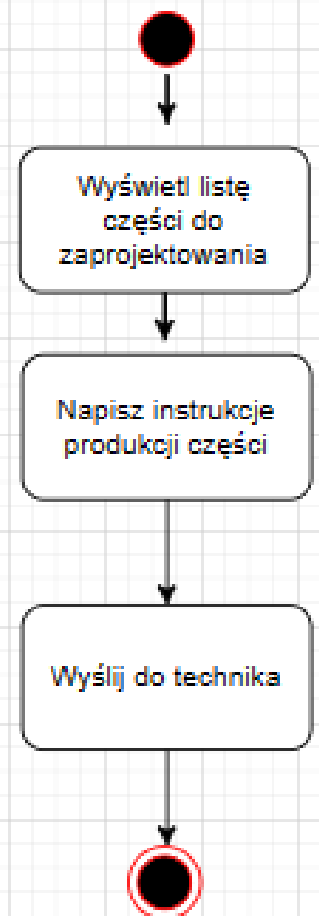 Wyświetl listę
części do
zaprojektowania
Napisz instrukcje
produkcji części
Wyślij do technika